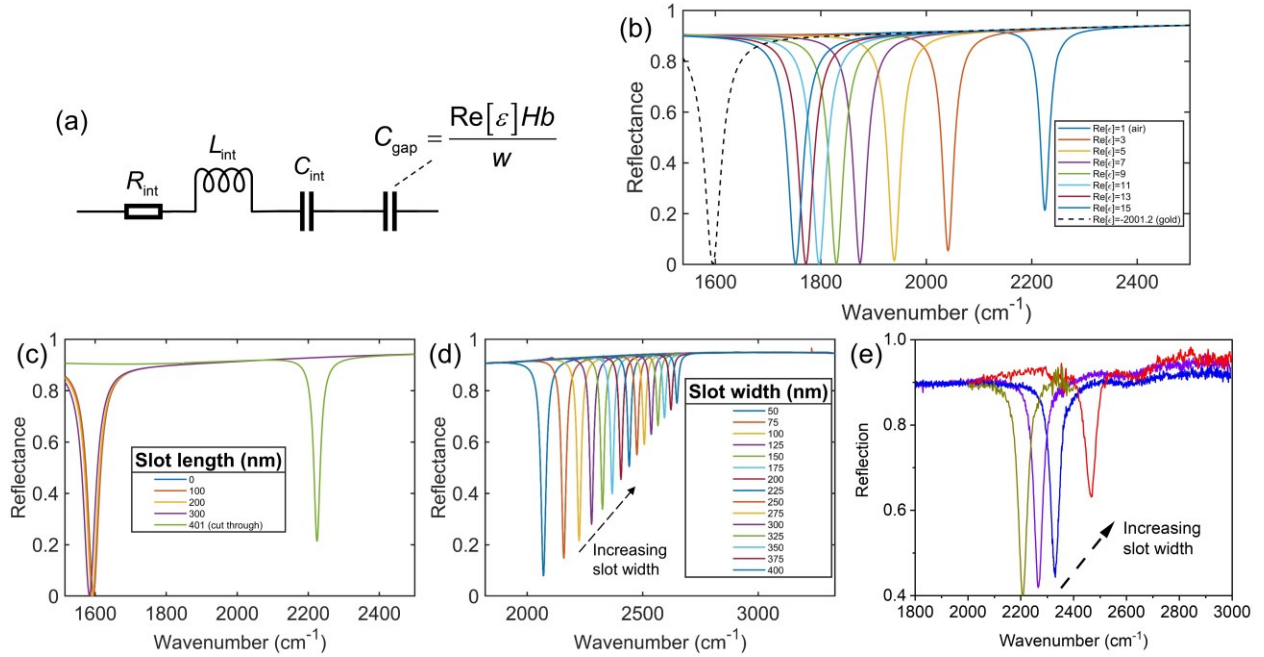 (a)
R_int
L_int
C_int
C_gap = Re[ε]Hb / w
(b)
1
0.8
0.6
0.4
0.2
0
Reflectance
1600 1800 2000 2200 2400
Wavenumber (cm⁻¹)
Re[ϵ]=1 (air)
Re[ϵ]=3
Re[ϵ]=5
Re[ϵ]=7
Re[ϵ]=9
Re[ϵ]=11
Re[ϵ]=13
Re[ϵ]=15
Re[ϵ]=-2001.2 (gold)
(c)
1
0.8
0.6
0.4
0.2
0
Reflectance
1600 1800 2000 2200 2400
Wavenumber (cm⁻¹)
Slot length (nm)
0
100
200
300
401 (cut through)
(d)
1
0.8
0.6
0.4
0.2
0
Reflectance
2000 2500 3000
Wavenumber (cm⁻¹)
Increasing
slot width
Slot width (nm)
50
75
100
125
150
175
200
225
250
275
300
325
350
375
400
(e)
1.0
0.8
0.6
0.4
Reflection
1800 2000 2200 2400 2600 2800 3000
Wavenumber (cm⁻¹)
Increasing
slot width